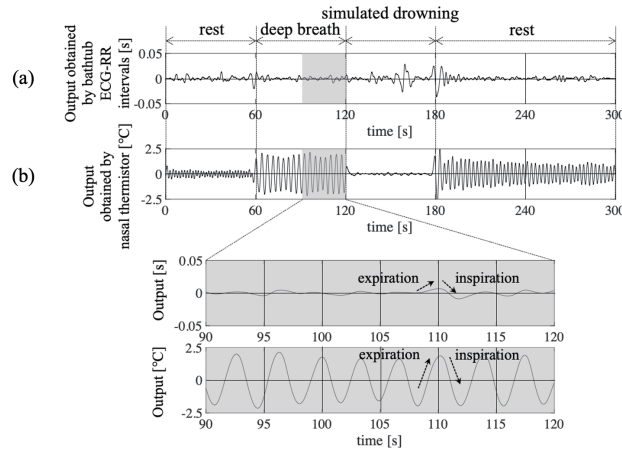 simulated drowning
rest
deep breath
rest
(a)
Output obtained
by bathtub
ECG-RR
intervals [s]
0.05
0
-0.05
0
60
120
180
240
300
time [s]
(b)
Output
obtained by
nasal thermistor [℃]
2.5
0
-2.5
0
60
120
180
240
300
time [s]
Output [s]
0.05
0
-0.05
expiration
inspiration
90
95
100
105
110
115
120
Output [℃]
2.5
0
-2.5
expiration
inspiration
90
95
100
105
110
115
120
time [s]